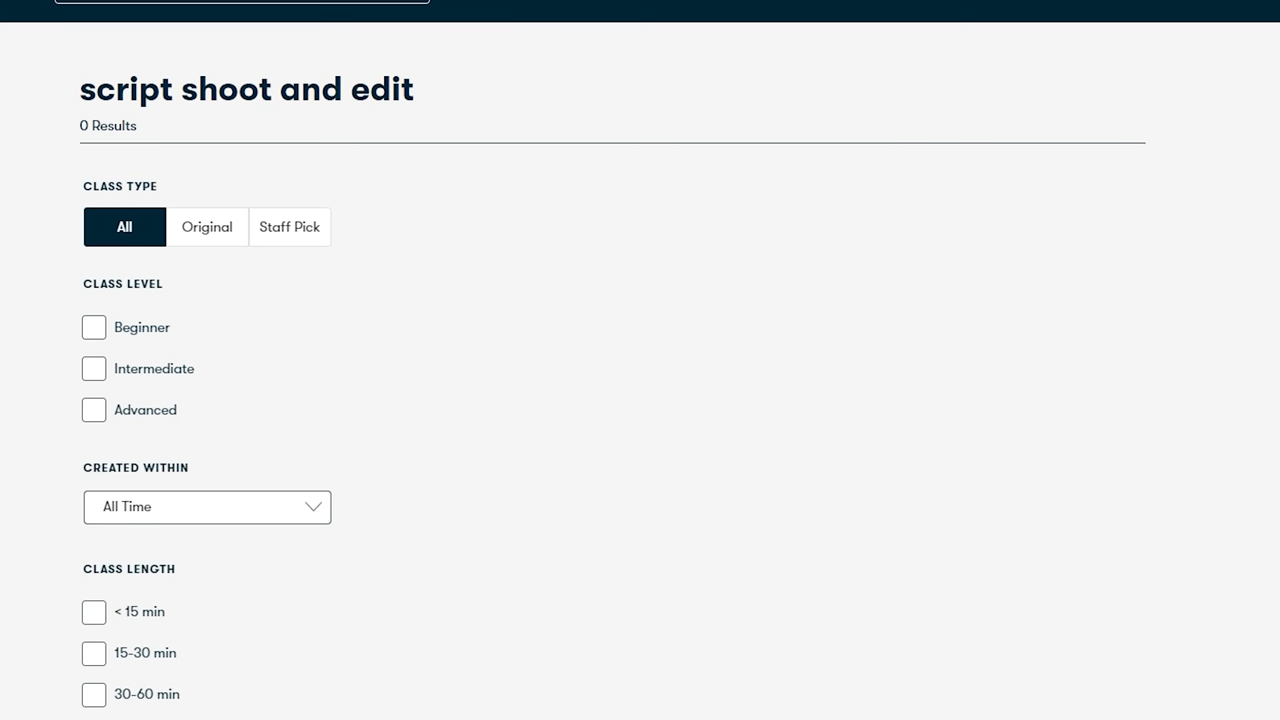 script shoot and edit
0 Results
CLASS TYPE
All Original Staff Pick
CLASS LEVEL
Beginner
Intermediate
Advanced
CREATED WITHIN
All Time
CLASS LENGTH
< 15 min
15-30 min
30-60 min